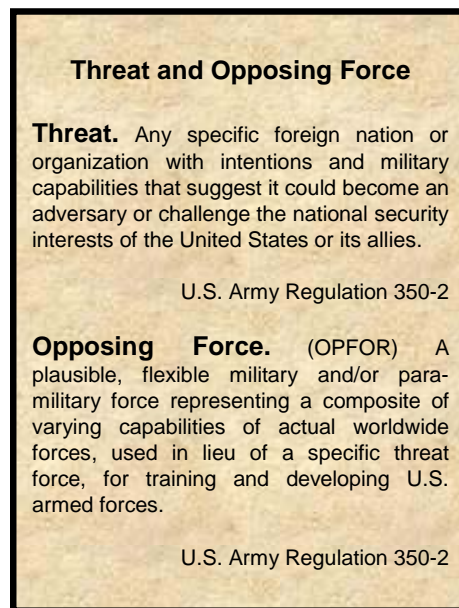 Threat and Opposing Force
Threat. Any specific foreign nation or
organization with intentions and military
capabilities that suggest it could become an
adversary or challenge the national security
interests of the United States or its allies.
U.S. Army Regulation 350-2
Opposing Force. (OPFOR) A
plausible, flexible military and/or para-
military force representing a composite of
varying capabilities of actual worldwide
forces, used in lieu of a specific threat
force, for training and developing U.S.
armed forces.
U.S. Army Regulation 350-2